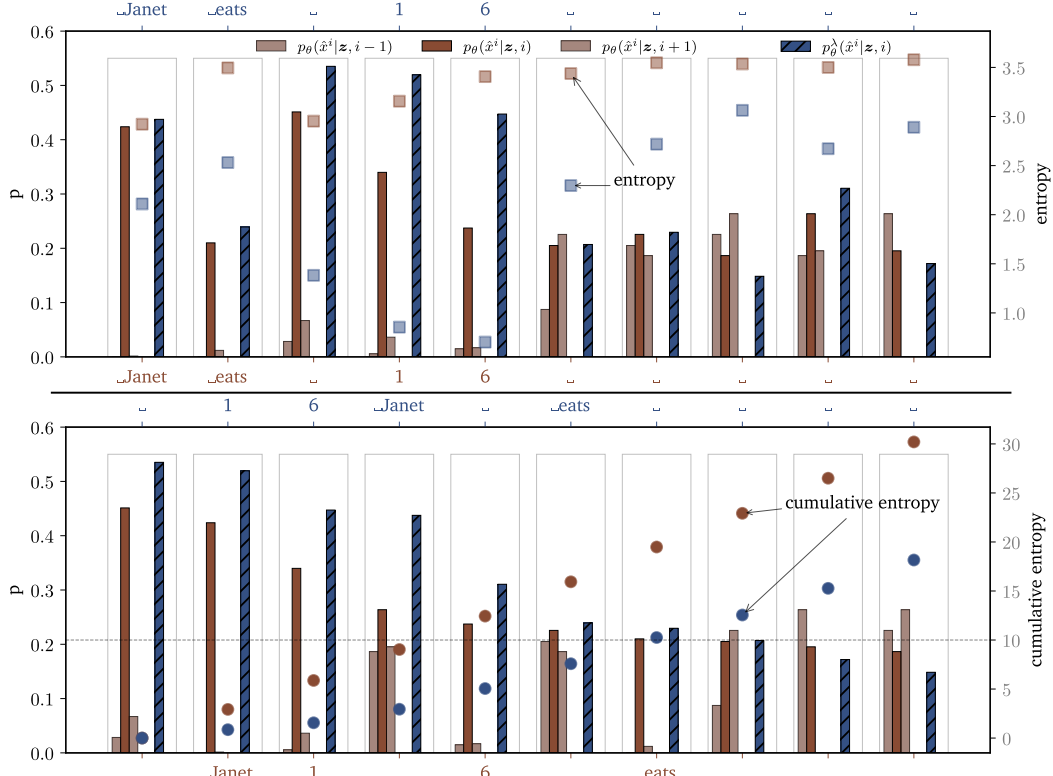 ␣Janet ␣eats ␣ 1 6 ␣ ␣ ␣ ␣ ␣
0.6
0.5
0.4
0.3
0.2
0.1
0.0
p
p_θ(x̂^i|z, i − 1) p_θ(x̂^i|z, i) p_θ(x̂^i|z, i + 1) p_θ^λ(x̂^i|z, i)
entropy
3.5
3.0
2.5
2.0
1.5
1.0
entropy
␣Janet ␣eats ␣ 1 6 ␣ ␣ ␣ ␣ ␣
␣ 1 6 ␣Janet ␣ ␣eats ␣ ␣ ␣ ␣
0.6
0.5
0.4
0.3
0.2
0.1
0.0
p
cumulative entropy
30
25
20
15
10
5
0
cumulative entropy
Janet 1 6 eats